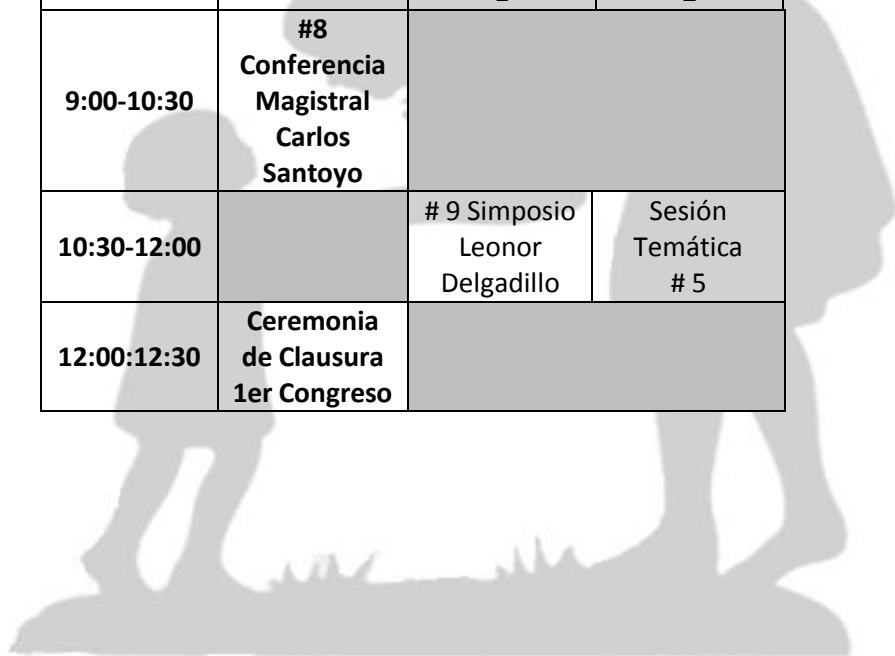 #8
Conferencia
9:00-10:30 Magistral
Carlos
Santoyo
# 9 Simposio Sesión
10:30-12:00 Leonor Temática
Delgadillo # 5
Ceremonia
12:00:12:30 de Clausura
1er Congreso